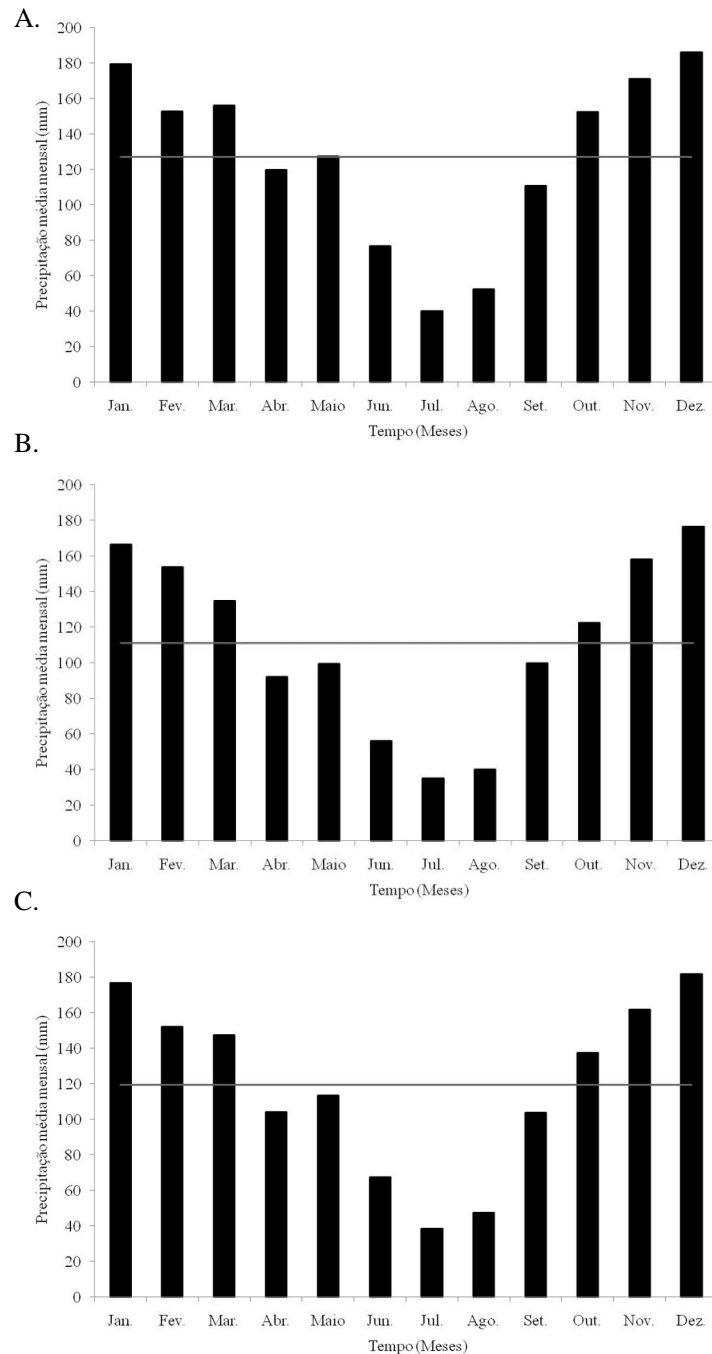 A.
Precipitação média mensal (mm)
200
180
160
140
120
100
80
60
40
20
0
Jan. Fev. Mar. Abr. Maio Jun. Jul. Ago. Set. Out. Nov. Dez.
Tempo (Meses)
B.
Precipitação média mensal (mm)
200
180
160
140
120
100
80
60
40
20
0
Jan. Fev. Mar. Abr. Maio Jun. Jul. Ago. Set. Out. Nov. Dez.
Tempo (Meses)
C.
Precipitação média mensal (mm)
200
180
160
140
120
100
80
60
40
20
0
Jan. Fev. Mar. Abr. Maio Jun. Jul. Ago. Set. Out. Nov. Dez.
Tempo (Meses)